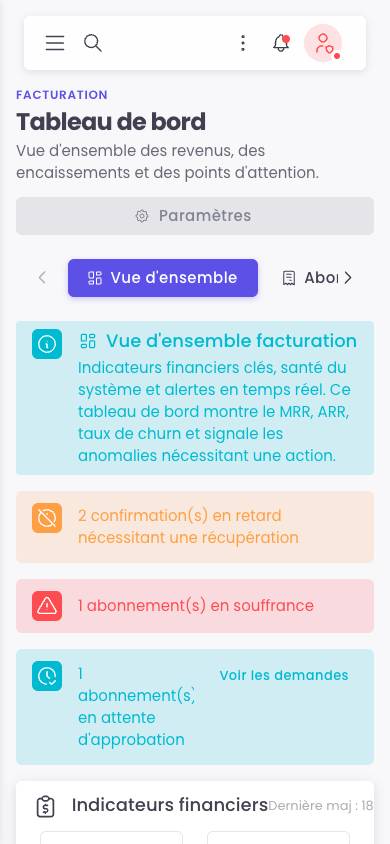 FACTURATION
Tableau de bord
Vue d'ensemble des revenus, des
encaissements et des points d'attention.
Paramètres
Vue d'ensemble
Abo
Vue d'ensemble facturation
Indicateurs financiers clés, santé du
système et alertes en temps réel. Ce
tableau de bord montre le MRR, ARR,
taux de churn et signale les
anomalies nécessitant une action.
2 confirmation(s) en retard
nécessitant une récupération
1 abonnement(s) en souffrance
1
abonnement(s)
en attente
d'approbation
Voir les demandes
Indicateurs financiers
Dernière maj : 18